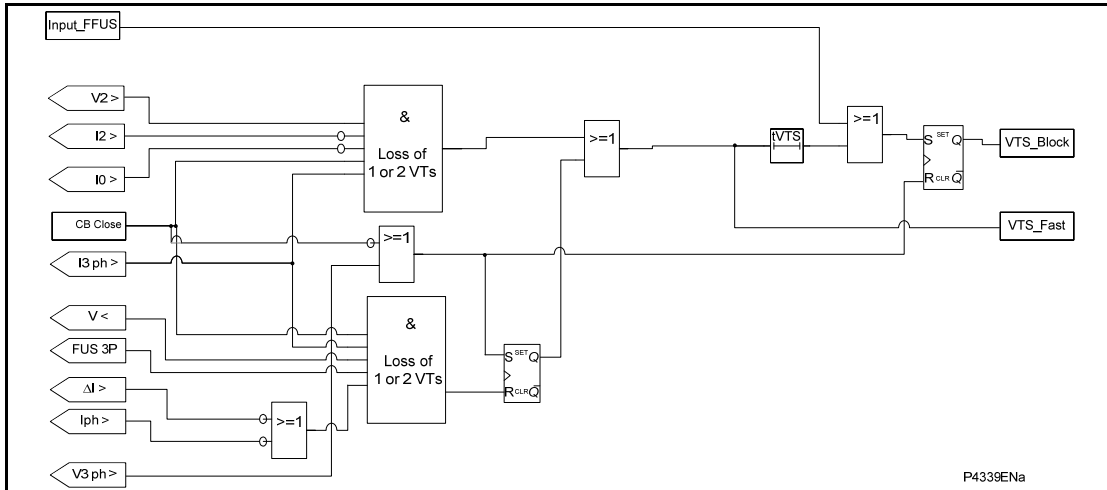 Input_FFUS
V2 >
I2 >
I0 >
CB Close
I3 ph >
V <
FUS 3P
ΔI >
Iph >
V3 ph >
&
Loss of
1 or 2 VTs
>=1
&
Loss of
1 or 2 VTs
>=1
>=1
S SET Q
R CLR Q̅
tVTS
>=1
S SET Q
R CLR Q̅
VTS_Block
VTS_Fast
P4339ENa